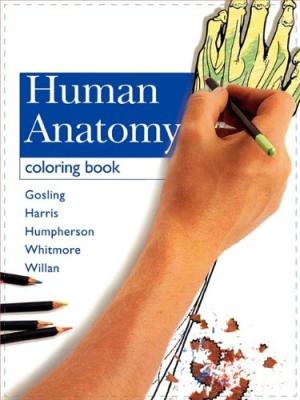 Human
Anatomy
coloring book
Gosling
Harris
Humpherson
Whitmore
Willan